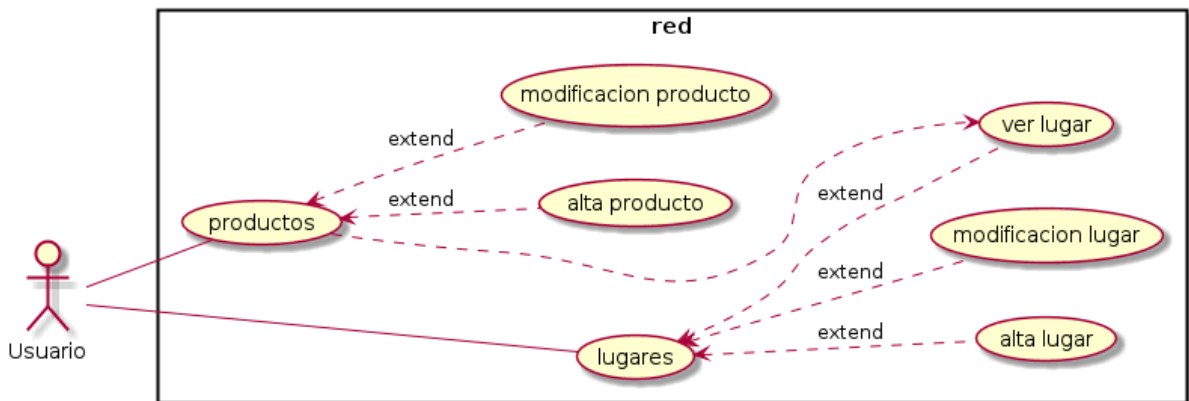 red
modificacion producto
ver lugar
extend
extend
extend
alta producto
productos
modificacion lugar
extend
extend
alta lugar
lugares
Usuario